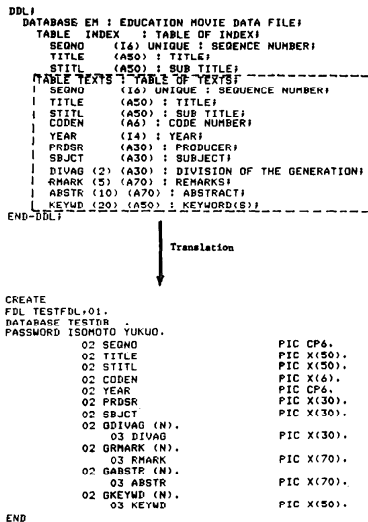 DDL;
DATABASE EM : EDUCATION MOVIE DATA FILE;
TABLE INDEX : TABLE OF INDEX;
SEQNO (I6) UNIQUE : SEQENCE NUMBER;
TITLE (A50) : TITLE;
STITL (A50) : SUB TITLE;
TABLE TEXTS : TABLE OF TEXTS;
SEQNO (I6) UNIQUE : SEQUENCE NUMBER;
TITLE (A50) : TITLE;
STITL (A50) : SUB TITLE;
CODEN (A6) : CODE NUMBER;
YEAR (I4) : YEAR;
PRDSR (A30) : PRODUCER;
SBJCT (A30) : SUBJECT;
DIVAG (2) (A30) : DIVISION OF THE GENERATION;
RMARK (5) (A70) : REMARKS;
ABSTR (10) (A70) : ABSTRACT;
KEYWD (20) (A50) : KEYWORD(S);
END-DDL;
Translation
CREATE
FDL TESTFDL,01.
DATABASE TESTDB .
PASSWORD ISOMOTO YUKUO.
02 SEQNO PIC CP6.
02 TITLE PIC X(50).
02 STITL PIC X(50).
02 CODEN PIC X(6).
02 YEAR PIC CP6.
02 PRDSR PIC X(30).
02 SBJCT PIC X(30).
02 GDIVAG (N).
03 DIVAG PIC X(30).
02 GRMARK (N).
03 RMARK PIC X(70).
02 GABSTR (N).
03 ABSTR PIC X(70).
02 GKEYWD (N).
03 KEYWD PIC X(50).
END